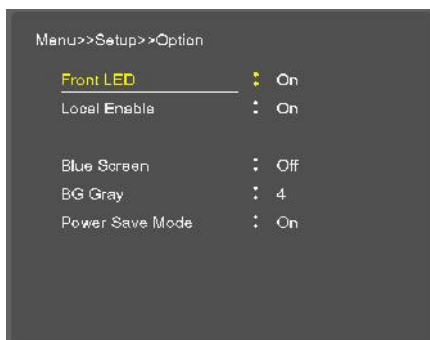 Menu>>Setup>>Option
Front LED : On
Local Enable : On
Blue Screen : Off
BG Gray : 4
Power Save Mode : On